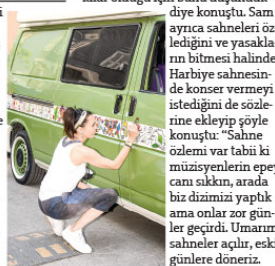 diye konuştu. Sam
ayrıca sahneleri öz
lediğini ve yasakla
rın bitmesi halinde
Harbiye sahnesin-
de konser vermeyi
istediğini de sözle-
rine ekleyip şöyle
konuştu: “Sahne
özlemi var tabii ki
müzisyenlerin epey
canı sıkkın, arada
biz dizimizi yaptık
ama onlar zor gün-
ler geçirdi. Umarım
sahneler açılır, eski
günlere döneriz.